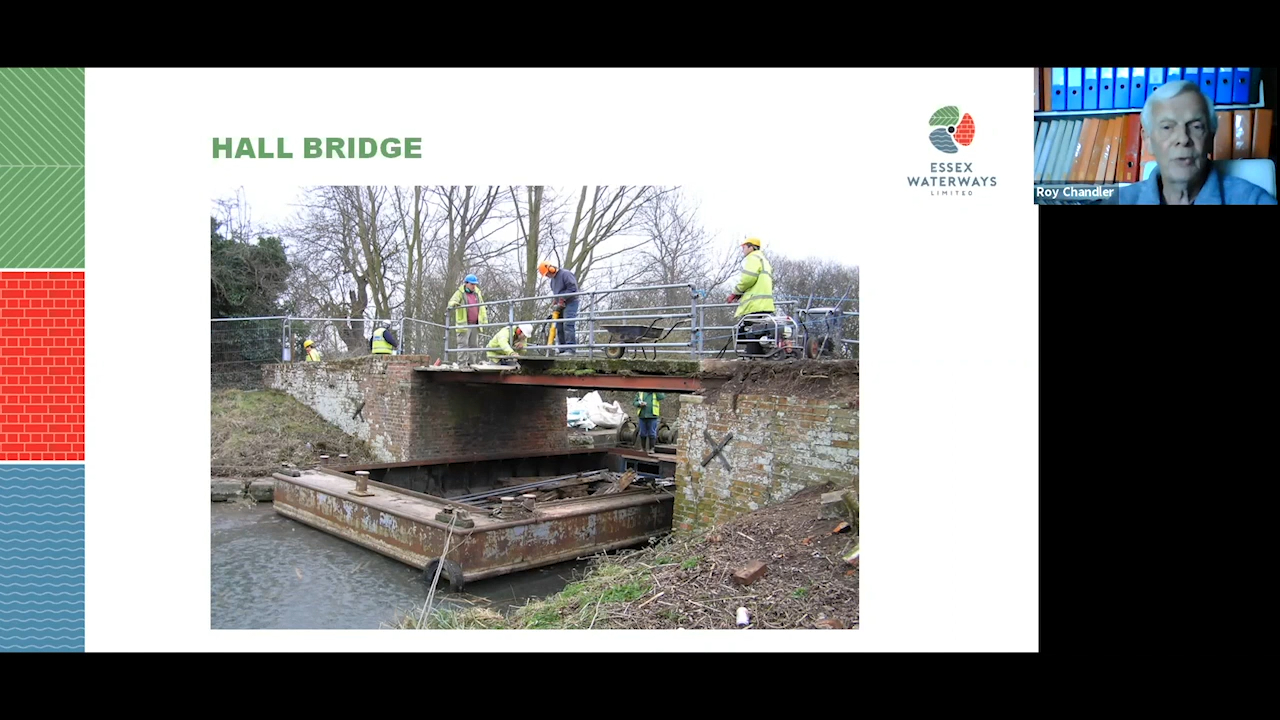 HALL BRIDGE
ESSEX
WATERWAYS
LIMITED
Roy Chandler